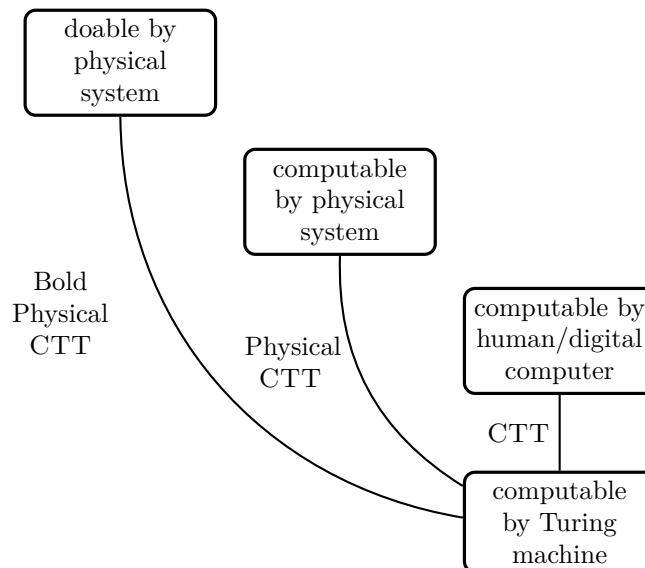 doable by
physical
system
computable
by physical
system
Bold
Physical
CTT
computable by
human/digital
computer
Physical
CTT
CTT
computable
by Turing
machine